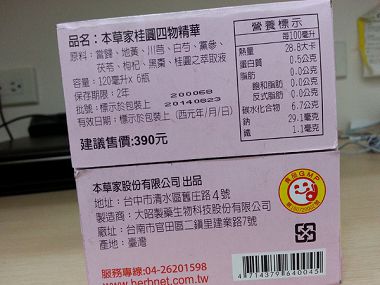 品名：本草家桂圓四物精華
原料：當歸、地黃、川芎、白芍、黨參、
茯苓、枸杞、黑棗、桂圓之萃取液
容量：120毫升x 6瓶
保存期限：2年
200068
批號：標示於包裝上 20140823
有效日期：標示於包裝上 (西元年/月/日)
建議售價:390元
營養標示
每100毫升
熱量 28.8大卡
蛋白質 0.5公克
脂肪 0.0公克
飽和脂肪 0.0公克
反式脂肪 0.0公克
碳水化合物 6.7公克
鈉 29.1毫克
鐵 1.1毫克
本草家股份有限公司 出品
地址：台中市清水區舊庄路４號
製造商：大昭製藥生物科技股份有限公司
廠址：台南市官田區二鎮里建業路7號
產地：臺灣
服務專線:04-26201598
www.herbnet.com.tw
食品GMP
4714379640045